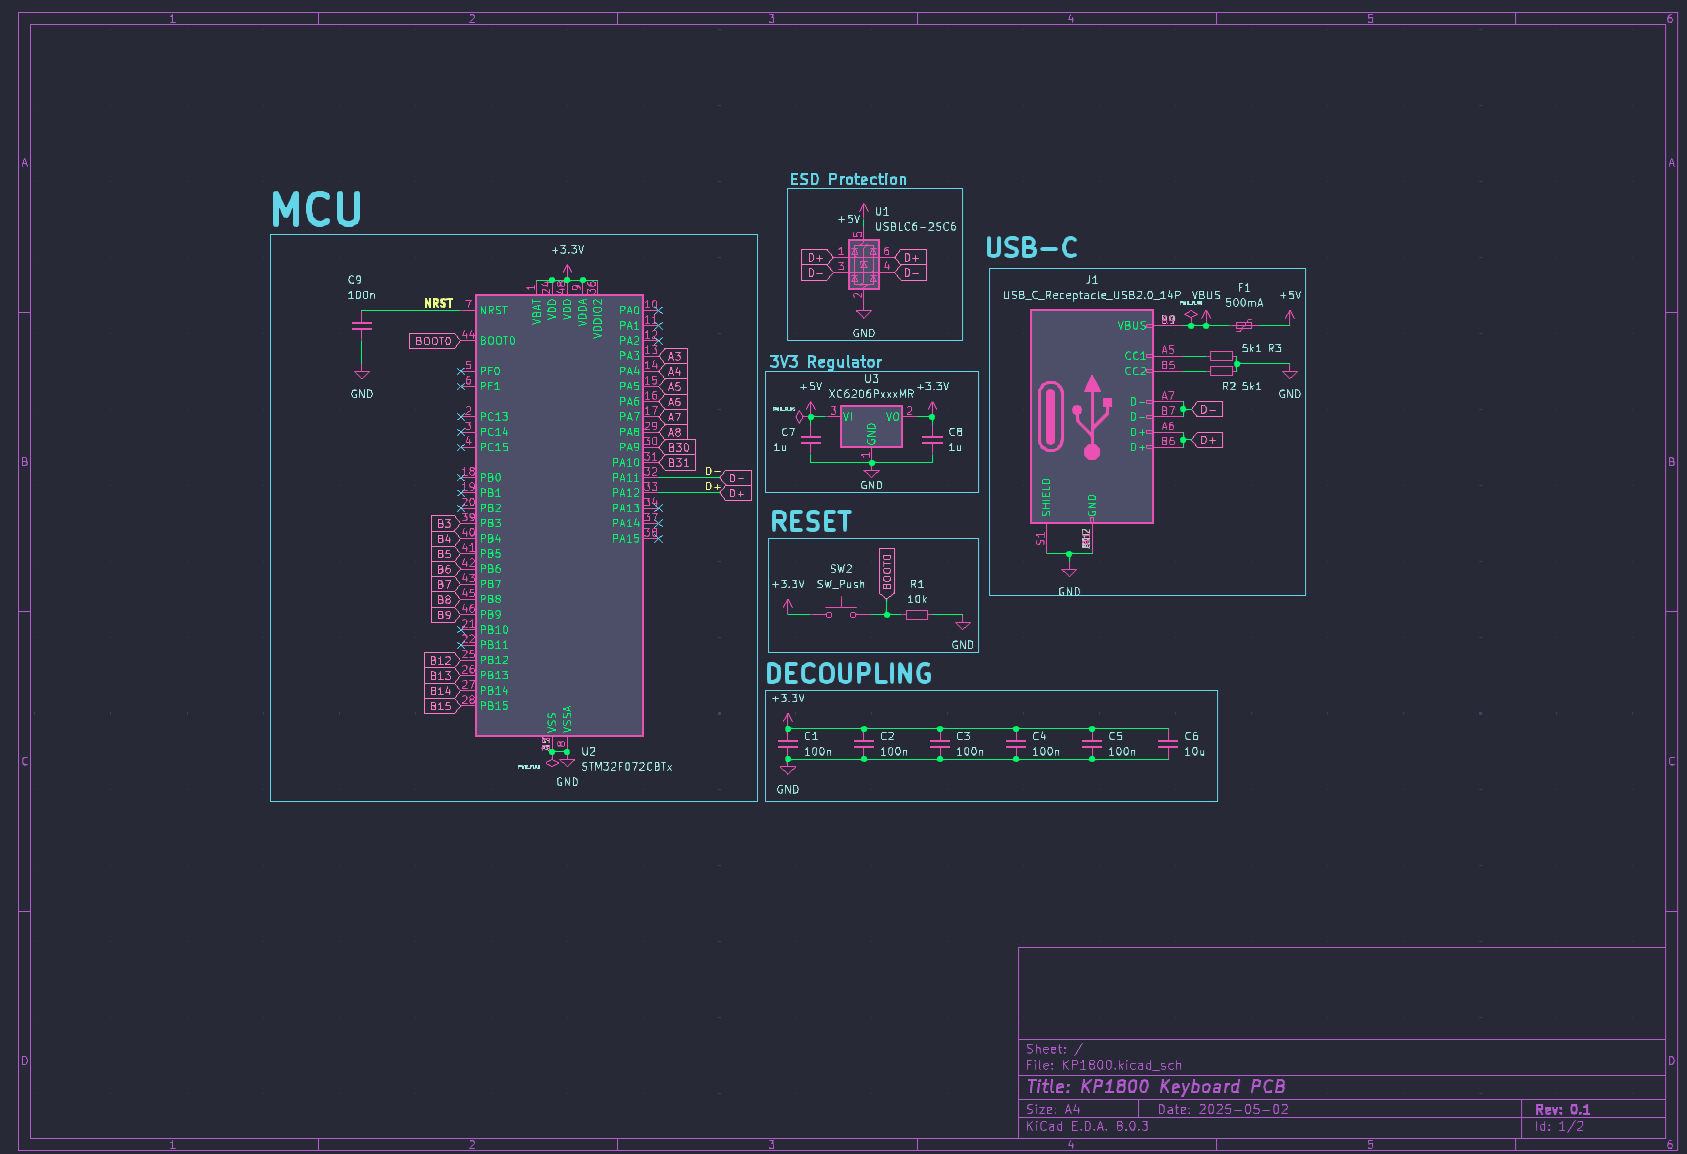 1 2 3 4 5 6
A A
B B
C C
D D
MCU
+3.3V
C9
100n
GND
NRST
7 NRST
BOOT0 44 BOOT0
5 PF0
6 PF1
2 PC13
3 PC14
4 PC15
18 PB0
19 PB1
20 PB2
B3 39 PB3
B4 40 PB4
B5 41 PB5
B6 42 PB6
B7 43 PB7
B8 45 PB8
B9 46 PB9
21 PB10
22 PB11
B12 25 PB12
B13 26 PB13
B14 27 PB14
B15 28 PB15
1 24 48 9 36
VBAT VDD VDD VDDA VDDIO2
PA0 10
PA1 11
PA2 12
PA3 13 A3
PA4 14 A4
PA5 15 A5
PA6 16 A6
PA7 17 A7
PA8 29 A8
PA9 30 B30
PA10 31 B31
PA11 32 D- D-
PA12 33 D+ D+
PA13 34
PA14 37
PA15 38
VSS VSSA
8
U2
STM32F072CBTx
GND
ESD Protection
+5V
U1
USBLC6-2SC6
5
D+ 1 6 D+
D- 3 4 D-
2
GND
3V3 Regulator
U3
XC6206PxxxMR
+5V +3.3V
3 VI VO 2
GND
1
C7
1u
C8
1u
GND
RESET
SW2
SW_Push
+3.3V
BOOT0
R1
10k
GND
DECOUPLING
+3.3V
C1 C2 C3 C4 C5 C6
100n 100n 100n 100n 100n 10u
GND
USB-C
J1
USB_C_Receptacle_USB2.0_14P
VBUS
F1
500mA
+5V
VBUS
CC1 A5
5k1 R3
CC2 B5
R2 5k1
GND
D- A7
D- B7
D-
D+ A6
D+ B6
D+
SHIELD GND
S1
GND
Sheet: /
File: KP1800.kicad_sch
Title: KP1800 Keyboard PCB
Size: A4 Date: 2025-05-02 Rev: 0.1
KiCad E.D.A. 8.0.3 Id: 1/2
1 2 3 4 5 6